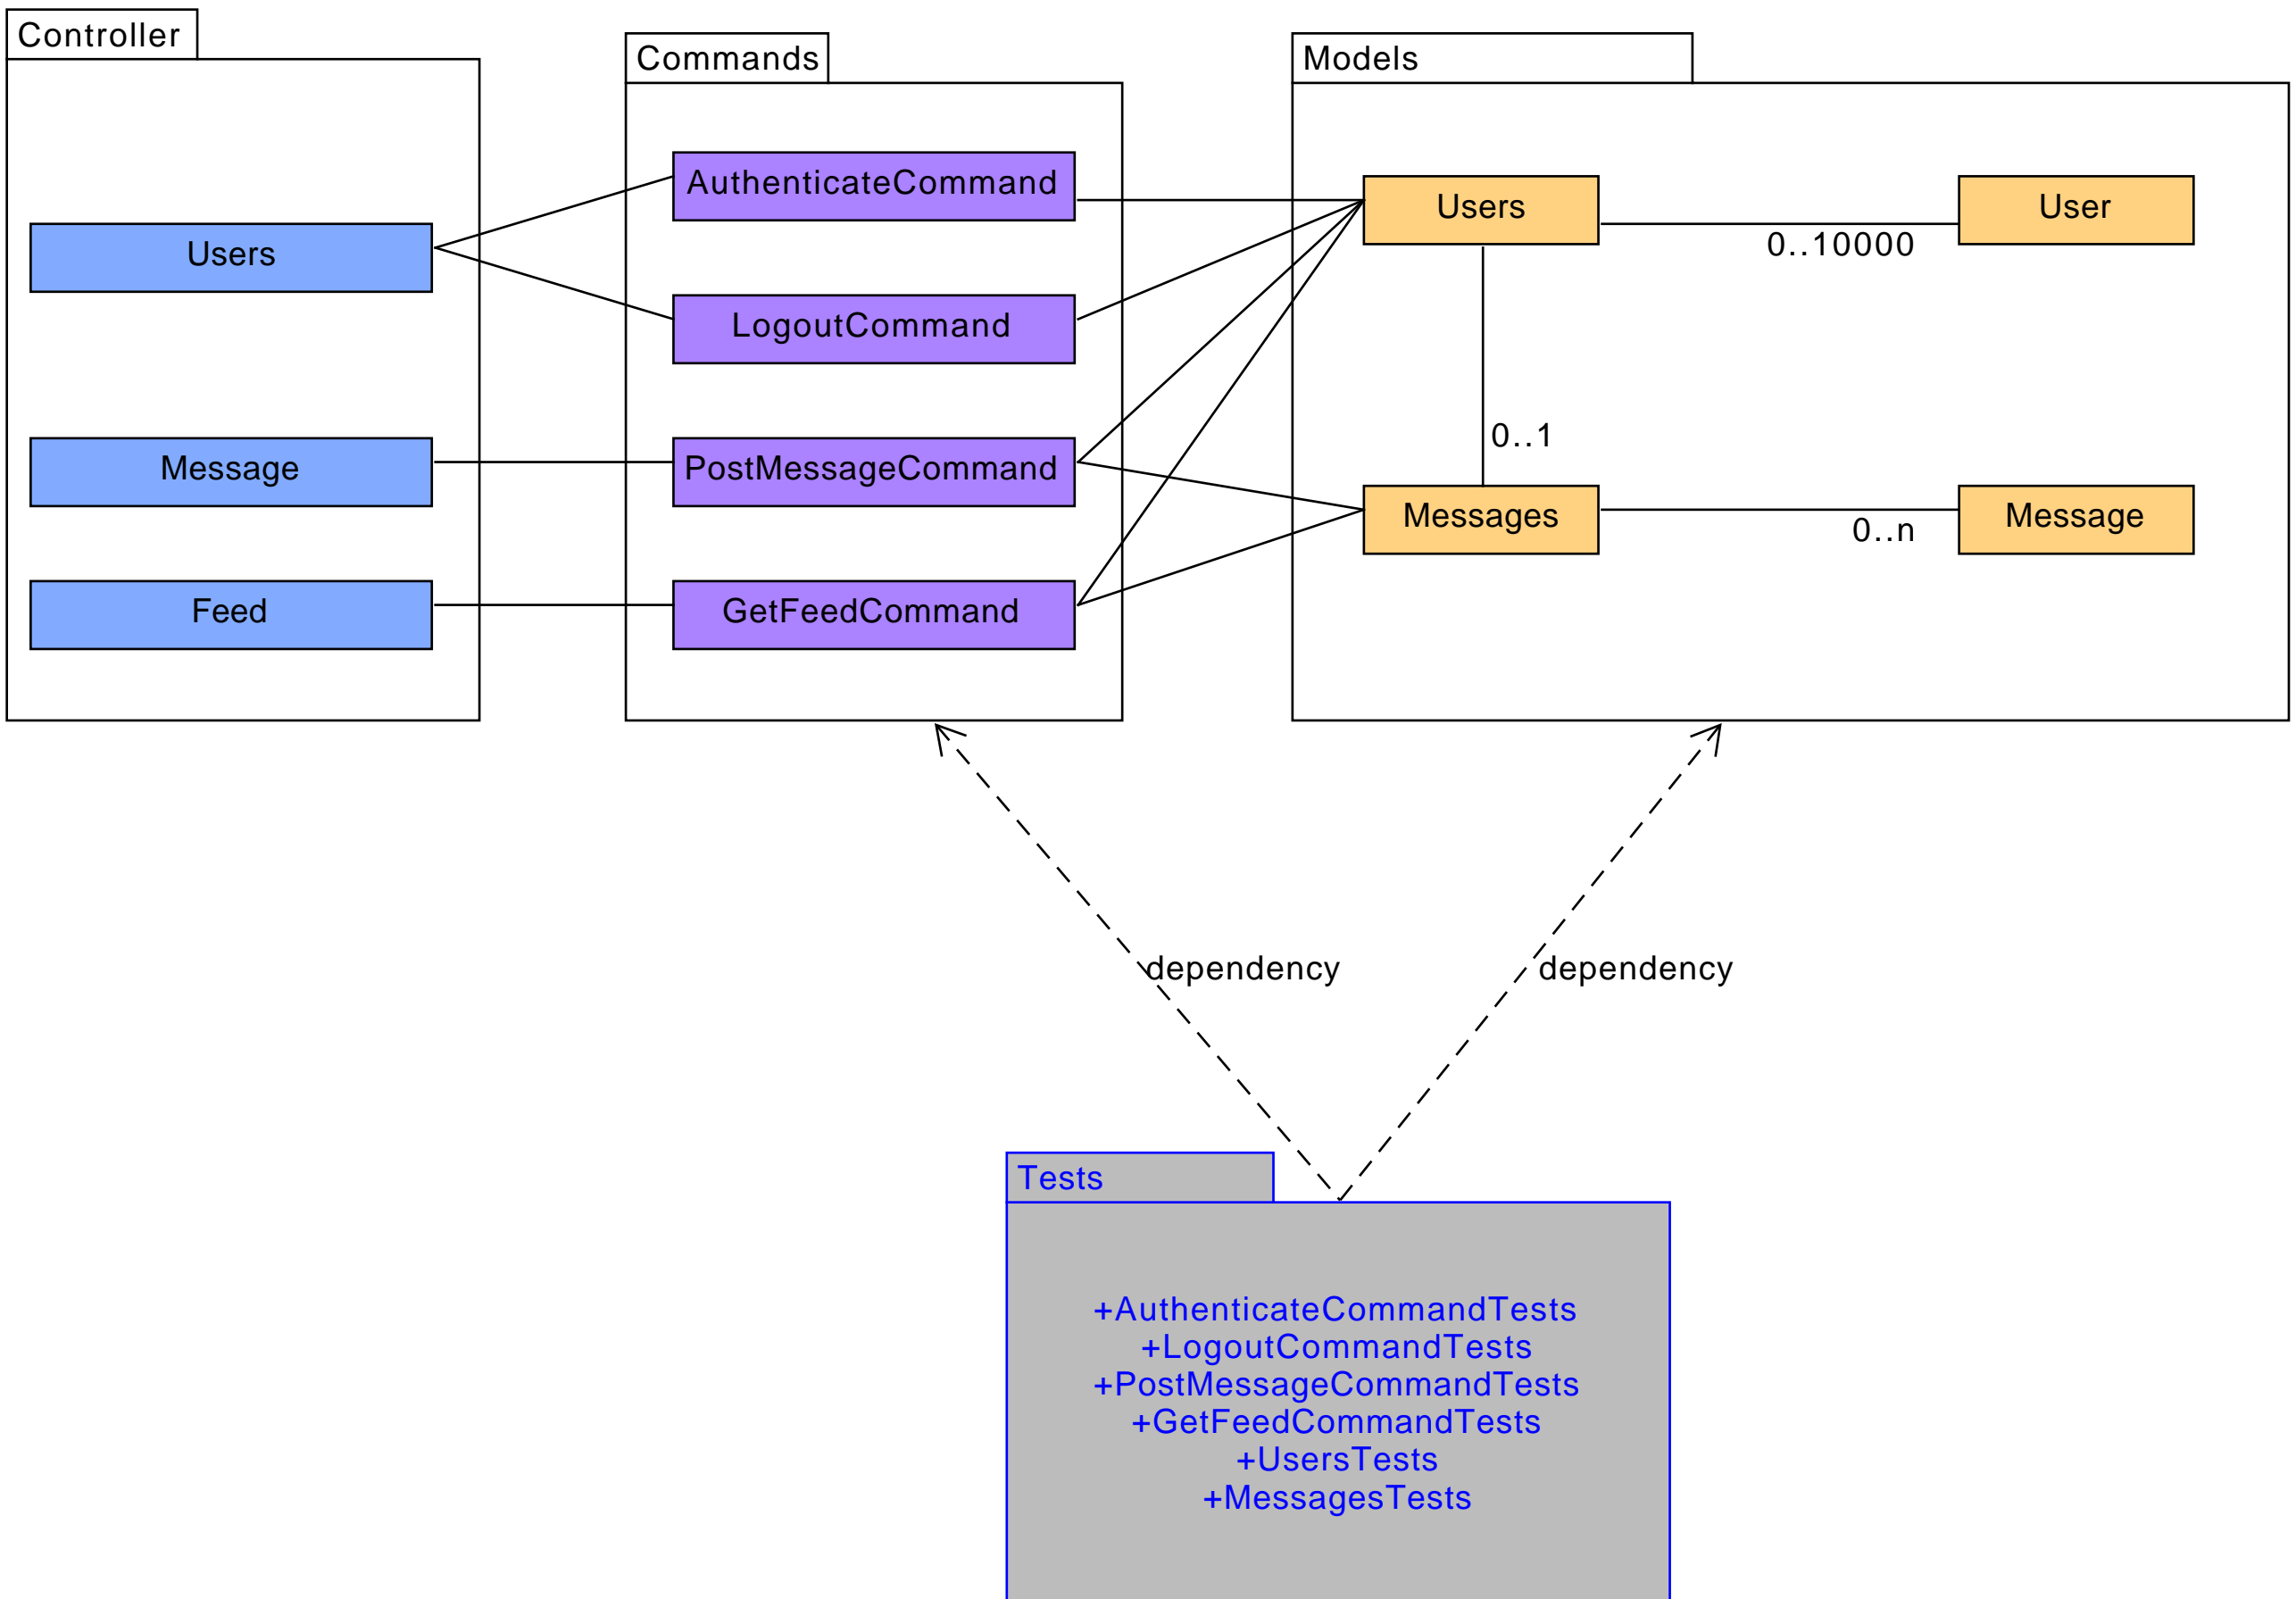 Controller
Users
Message
Feed
Commands
AuthenticateCommand
LogoutCommand
PostMessageCommand
GetFeedCommand
Models
Users
User
0..10000
0..1
Messages
Message
0..n
dependency
dependency
Tests
+AuthenticateCommandTests
+LogoutCommandTests
+PostMessageCommandTests
+GetFeedCommandTests
+UsersTests
+MessagesTests